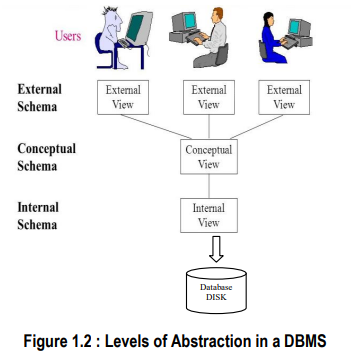 Users
External External External
Schema View View View
Conceptual Conceptual
Schema View
Internal Internal
Schema View
Database
DISK
Figure 1.2 : Levels of Abstraction in a DBMS